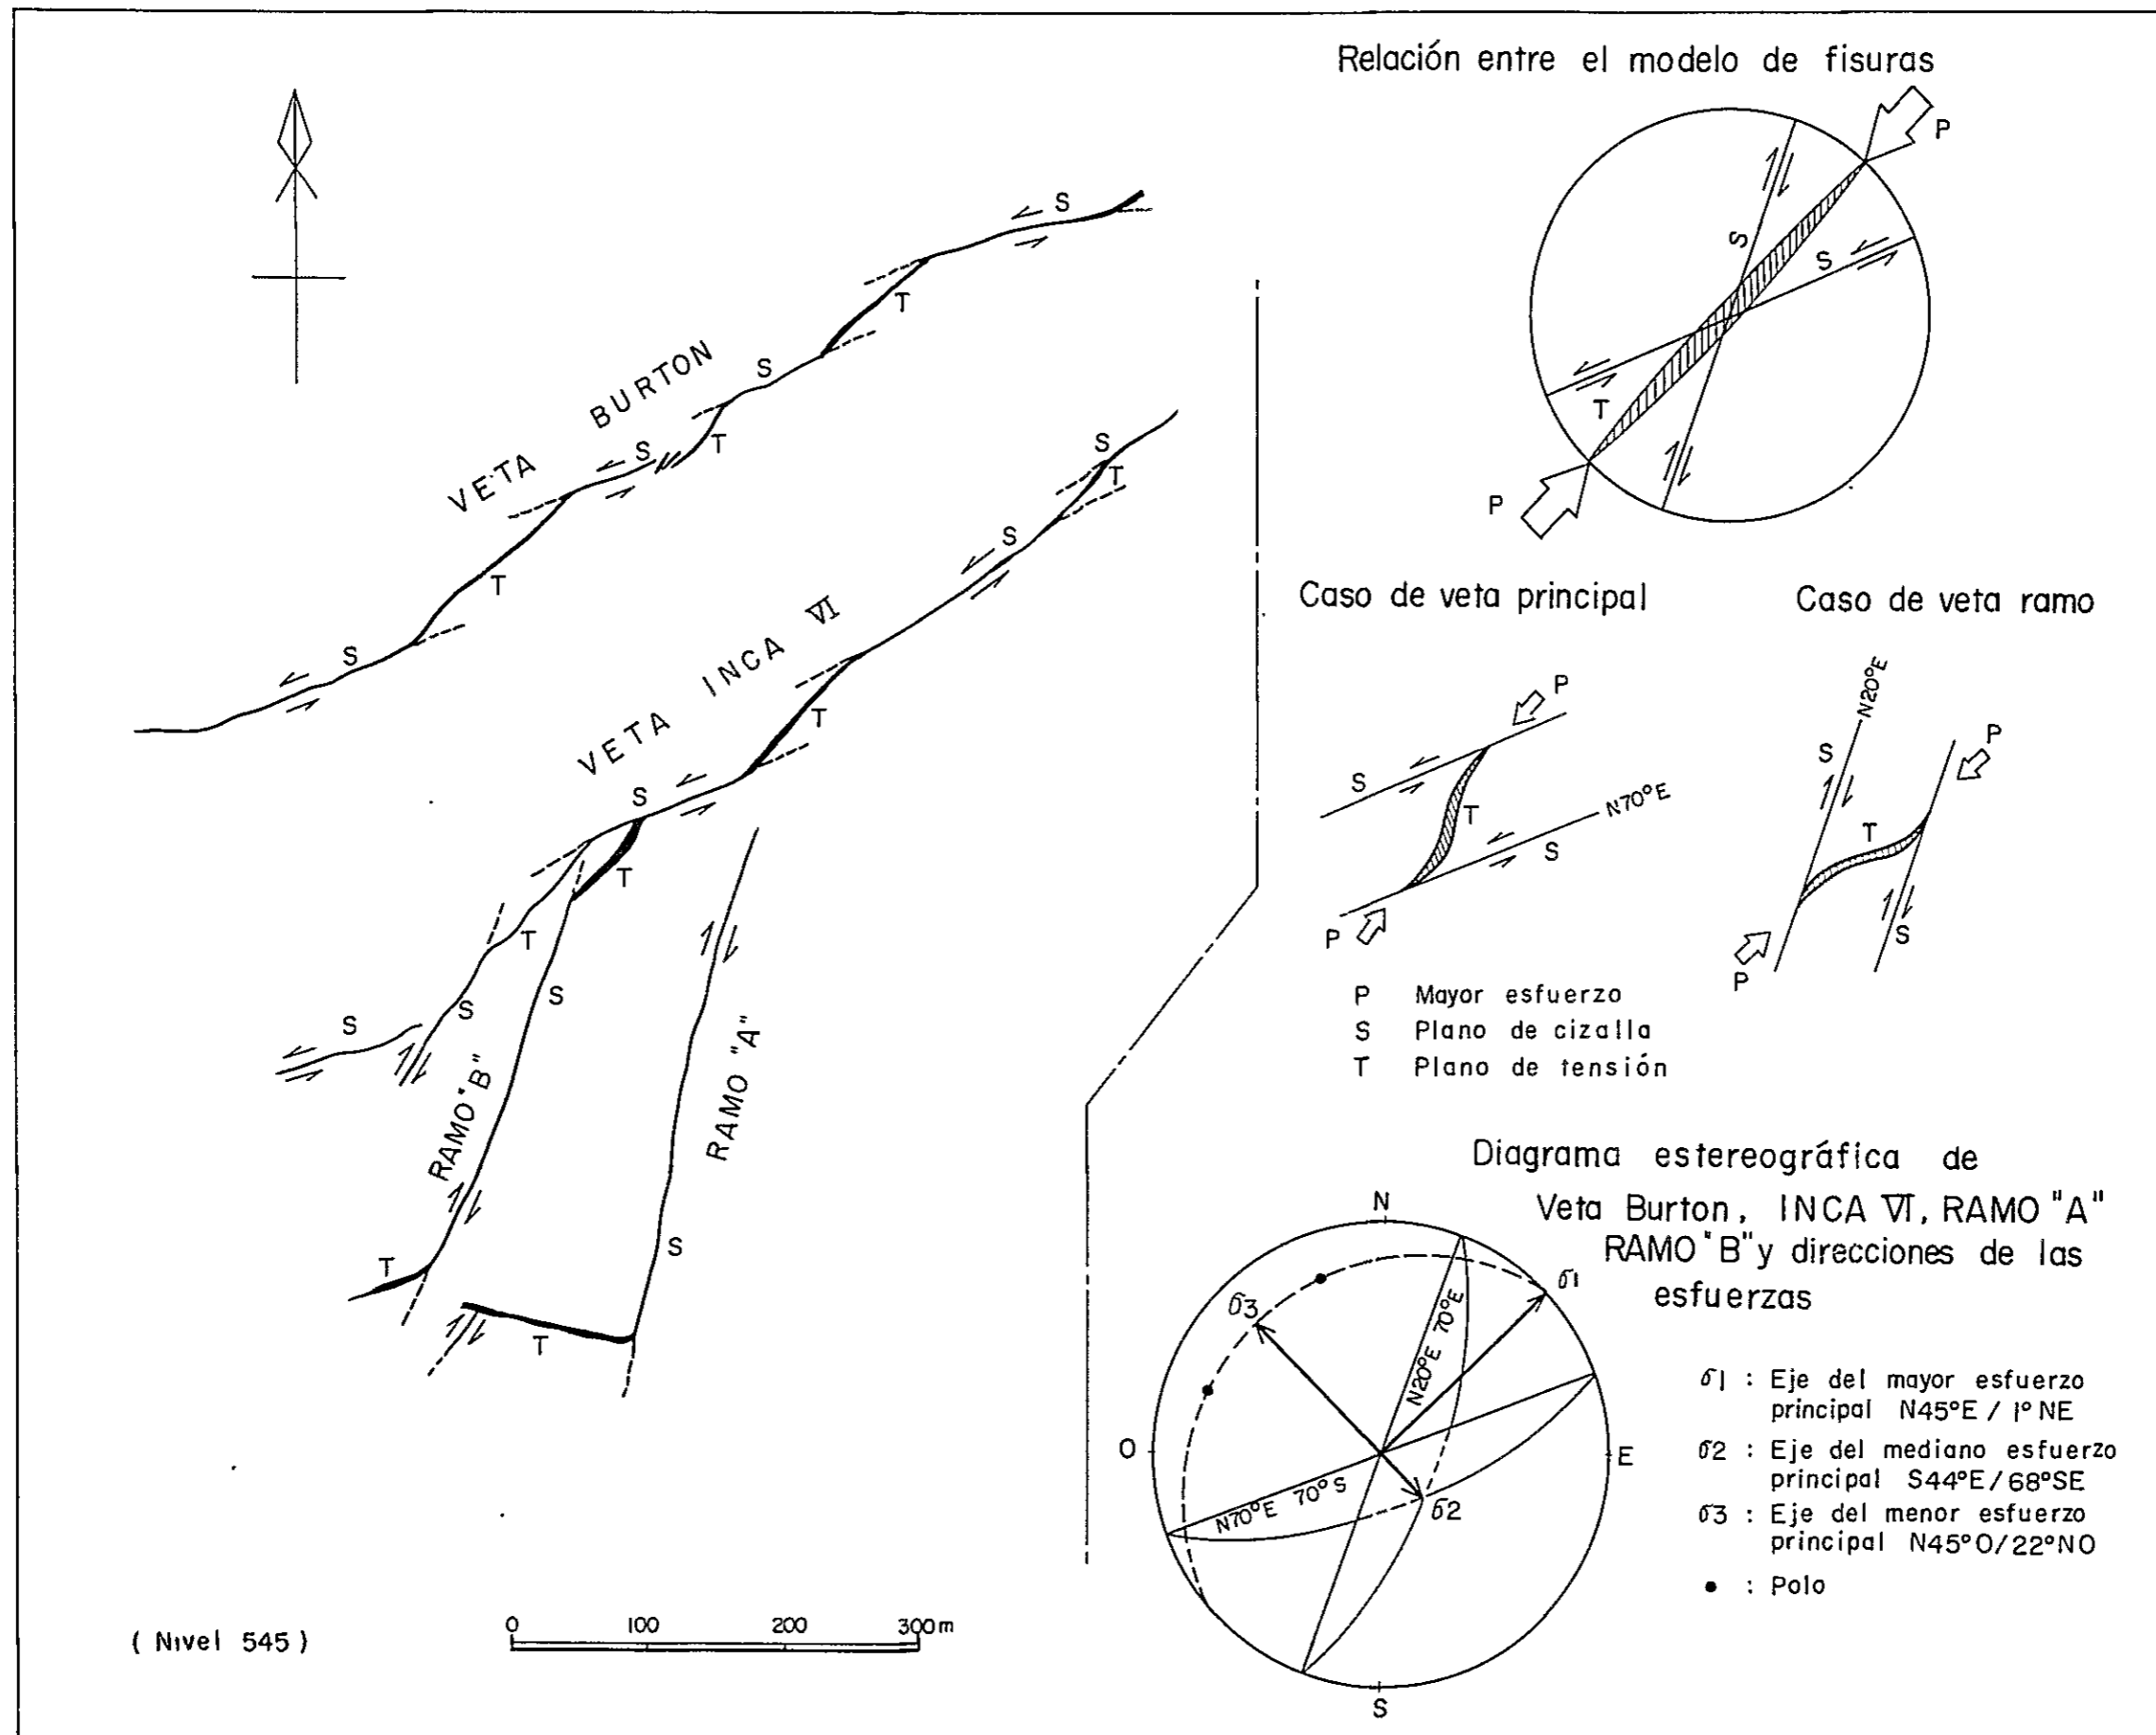 Relación entre el modelo de fisuras
P
S
S
T
P
S
T
S
T
S
T
S
VETA BURTON
S
T
S
T
S
T
S
T
S
VETA INCA VI
T
S
T
S
S
S
RAMO "B"
RAMO "A"
T
S
T
Caso de veta principal
P
S
T
N70°E
S
P
Caso de veta ramo
N20°E
S
P
T
S
P
P Mayor esfuerzo
S Plano de cizalla
T Plano de tensión
Diagrama estereográfica de
Veta Burton, INCA VI, RAMO "A"
RAMO "B" y direcciones de las
esfuerzas
N
σ1
σ3
N20°E 70°E
O
E
N70°E 70°S
σ2
S
σ1 : Eje del mayor esfuerzo
principal N45°E / 1°NE
σ2 : Eje del mediano esfuerzo
principal S44°E/68°SE
σ3 : Eje del menor esfuerzo
principal N45°O/22°NO
• : Polo
(Nivel 545)
0 100 200 300m